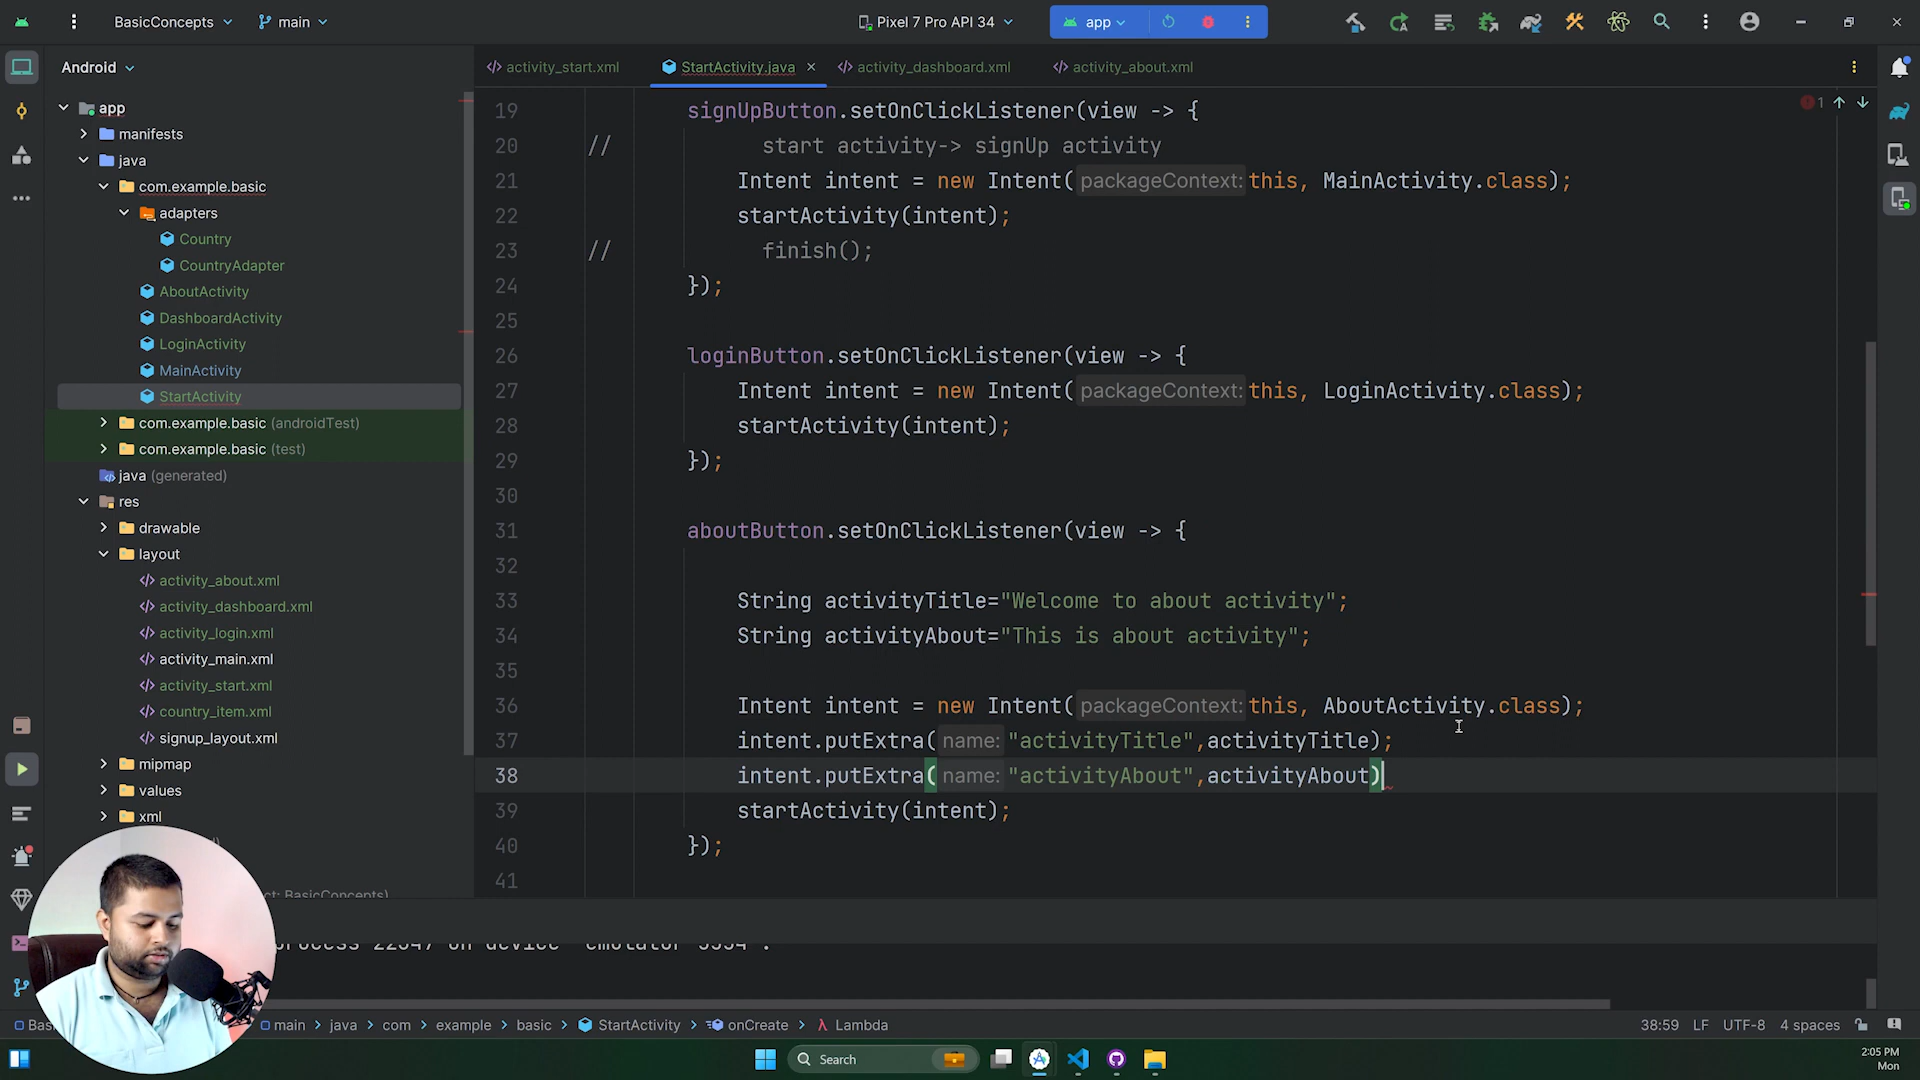 BasicConcepts
main
Pixel 7 Pro API 34
app
Android
activity_start.xml
StartActivity.java
activity_dashboard.xml
activity_about.xml
app
manifests
java
com.example.basic
adapters
Country
CountryAdapter
AboutActivity
DashboardActivity
LoginActivity
MainActivity
StartActivity
com.example.basic (androidTest)
com.example.basic (test)
java (generated)
res
drawable
layout
activity_about.xml
activity_dashboard.xml
activity_login.xml
activity_main.xml
activity_start.xml
country_item.xml
signup_layout.xml
mipmap
values
xml
BasicConcepts)
1
19 signUpButton.setOnClickListener(view -> {
20 // start activity-> signUp activity
21 Intent intent = new Intent( packageContext: this, MainActivity.class);
22 startActivity(intent);
23 // finish();
24 });
25
26 loginButton.setOnClickListener(view -> {
27 Intent intent = new Intent( packageContext: this, LoginActivity.class);
28 startActivity(intent);
29 });
30
31 aboutButton.setOnClickListener(view -> {
32
33 String activityTitle="Welcome to about activity";
34 String activityAbout="This is about activity";
35
36 Intent intent = new Intent( packageContext: this, AboutActivity.class);
37 intent.putExtra( name: "activityTitle",activityTitle);
38 intent.putExtra( name: "activityAbout",activityAbout)
39 startActivity(intent);
40 });
41
main > java > com > example > basic > StartActivity > onCreate > λ Lambda
38:59 LF UTF-8 4 spaces
Search
2:05 PM
Mon